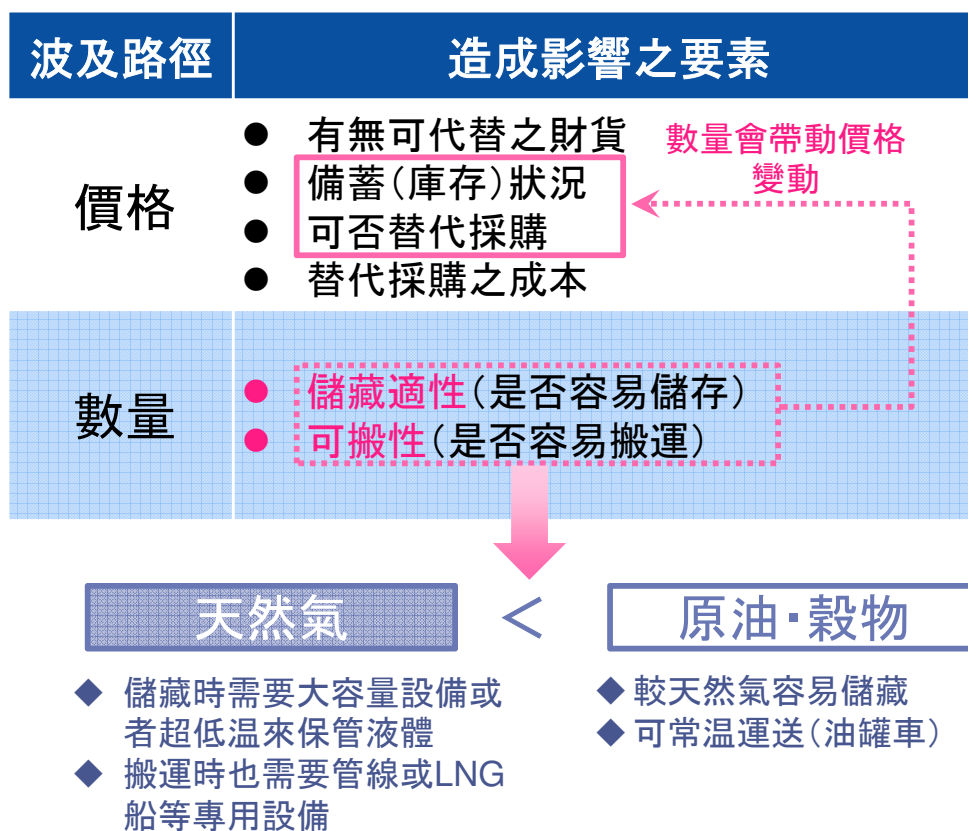 波及路徑
造成影響之要素
價格
● 有無可代替之財貨
● 備蓄(庫存)狀況
● 可否替代採購
● 替代採購之成本
數量會帶動價格
變動
數量
● 儲藏適性(是否容易儲存)
● 可搬性(是否容易搬運)
天然氣
<
原油・穀物
◆ 儲藏時需要大容量設備或
者超低温來保管液體
◆ 搬運時也需要管線或LNG
船等專用設備
◆ 較天然氣容易儲藏
◆ 可常温運送(油罐車)